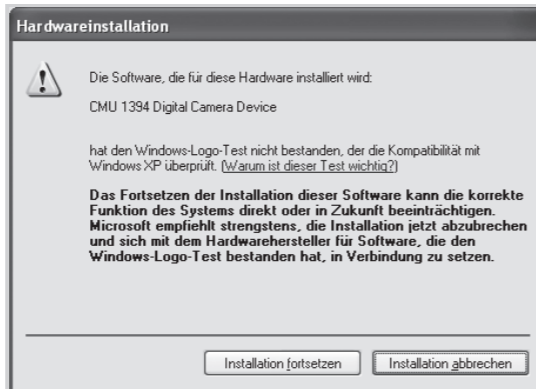 Hardwareinstallation
Die Software, die für diese Hardware installiert wird:
CMU 1394 Digital Camera Device
hat den Windows-Logo-Test nicht bestanden, der die Kompatibilität mit
Windows XP überprüft. (Warum ist dieser Test wichtig?)
Das Fortsetzen der Installation dieser Software kann die korrekte
Funktion des Systems direkt oder in Zukunft beeinträchtigen.
Microsoft empfiehlt strengstens, die Installation jetzt abzubrechen
und sich mit dem Hardwarehersteller für Software, die den
Windows-Logo-Test bestanden hat, in Verbindung zu setzen.
Installation fortsetzen Installation abbrechen